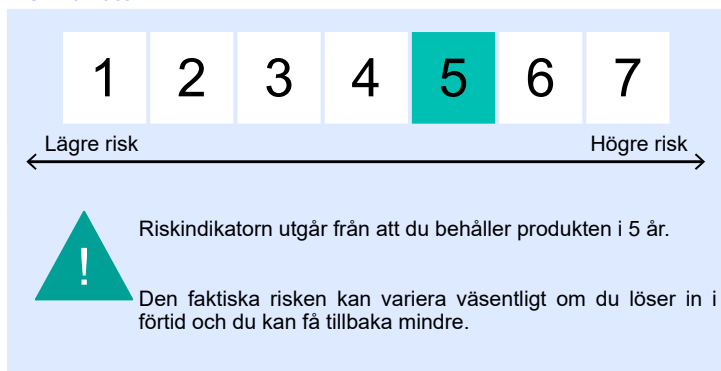 1 2 3 4 5 6 7
Lägre risk Högre risk
Riskindikatorn utgår från att du behåller produkten i 5 år.
!
Den faktiska risken kan variera väsentligt om du löser in i
förtid och du kan få tillbaka mindre.